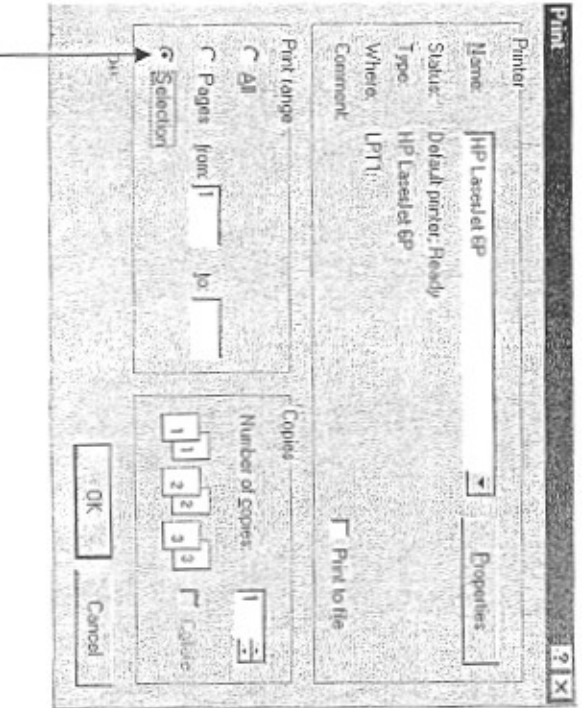 Print ? X
Printer
Name: HP LaserJet 6P Properties
Status: Default printer; Ready
Type: HP LaserJet 6P
Where: LPT1:
Comment: Print to file
Print range
All
Pages from: 1 to:
Selection
Copies
Number of copies: 1
1 1 2 2 3 3 Collate
OK Cancel